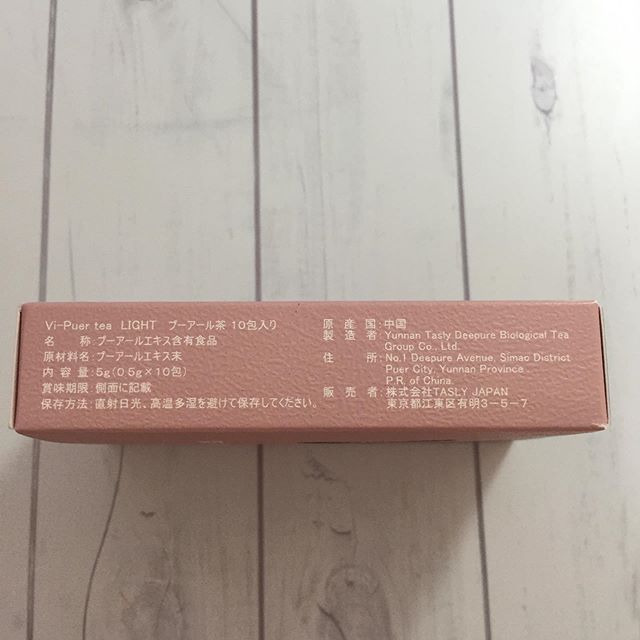 Vi-Puer tea LIGHT プーアール茶 10包入り
名 称:プーアールエキス含有食品
原材料名:プーアールエキス末
内 容 量:5g(0.5g×10包)
賞味期限:側面に記載
保存方法:直射日光、高温多湿を避けて保存してください。
原 産 国:中国
製 造 者:Yunnan Tasly Deepure Biological Tea
Group Co., Ltd.
住 所:No.1 Deepure Avenue, Simao District
Puer City, Yunnan Province
P.R. of China.
販 売 者:株式会社TASLY JAPAN
東京都江東区有明3-5-7